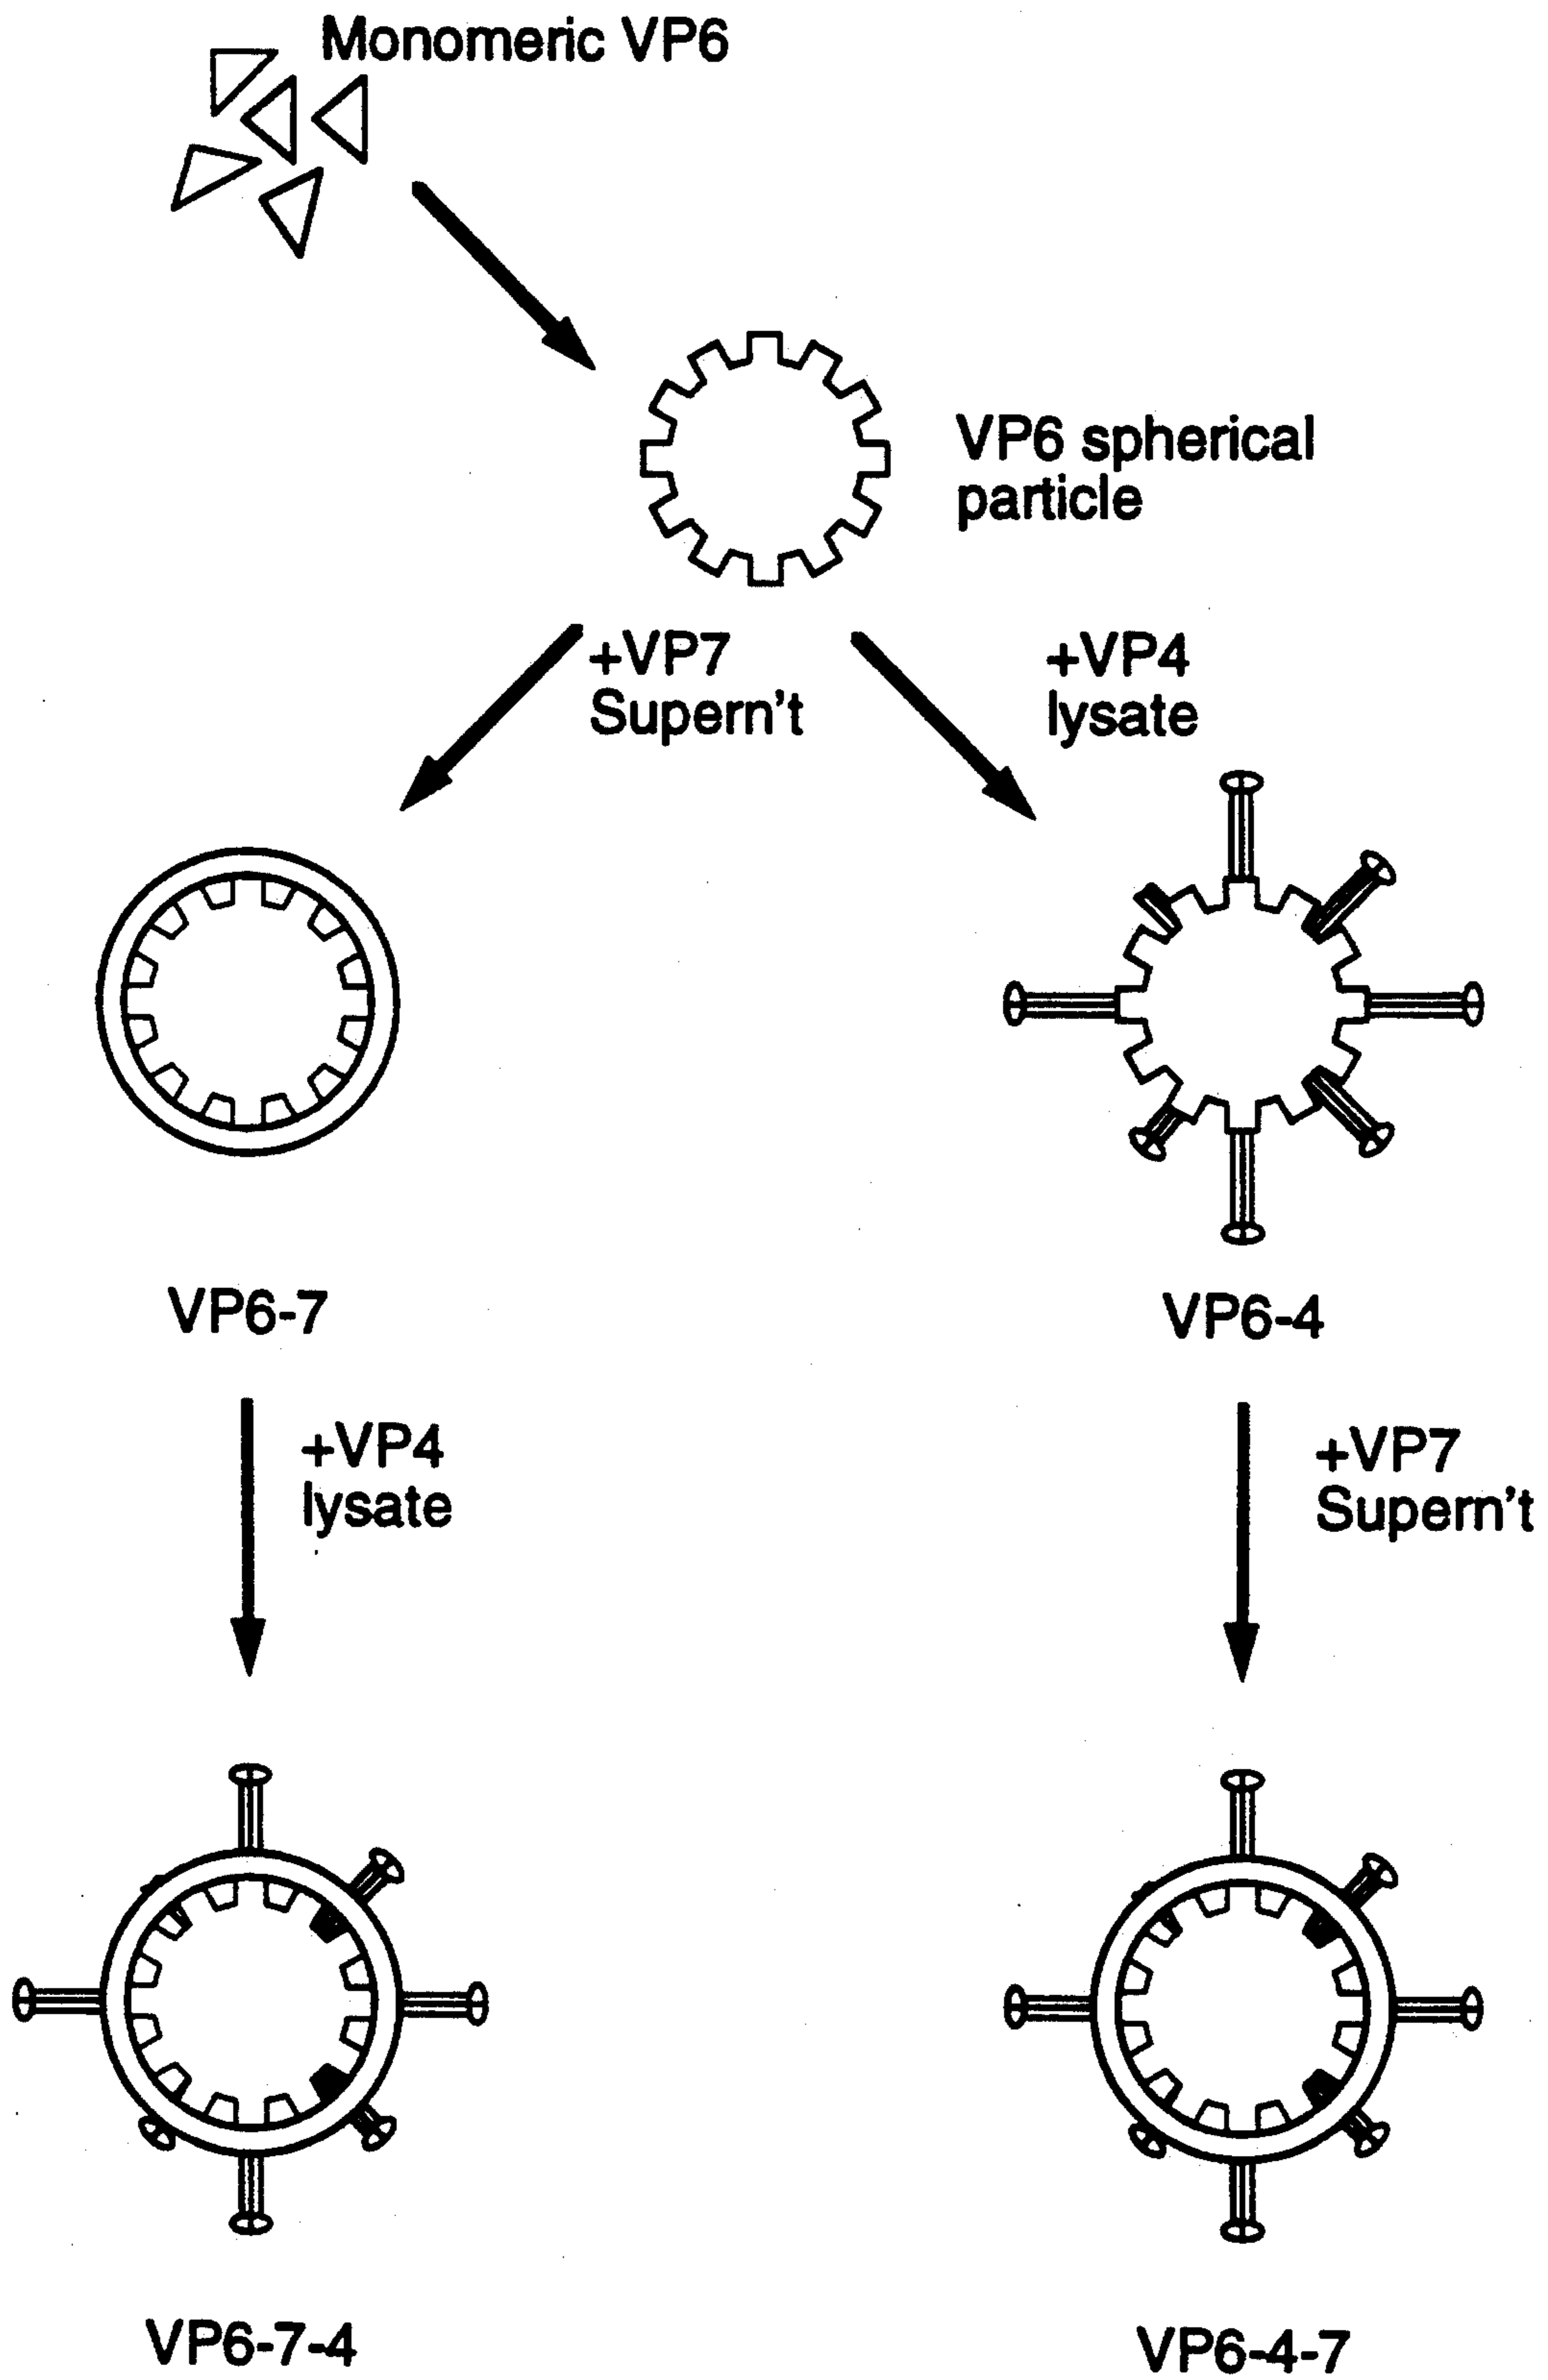 Monomeric VP6
VP6 spherical
particle
+VP7
Supern't
+VP4
lysate
VP6-7
VP6-4
+VP4
lysate
+VP7
Supern't
VP6-7-4
VP6-4-7